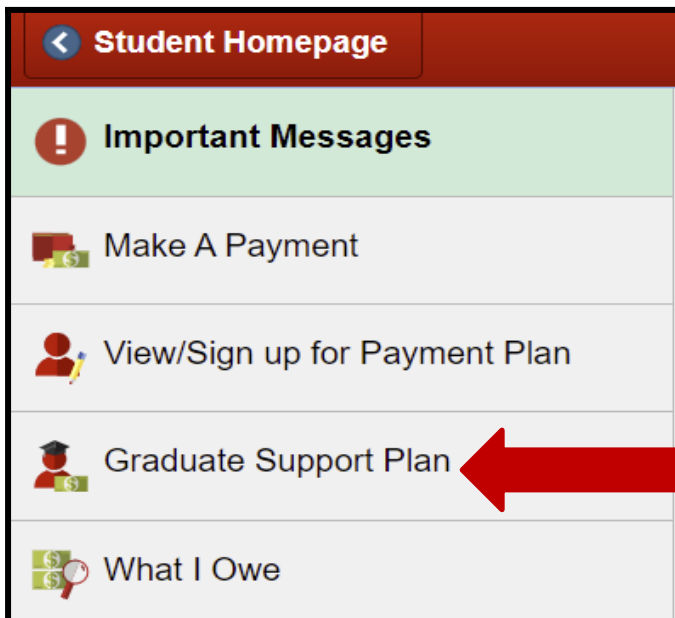 Student Homepage
Important Messages
Make A Payment
View/Sign up for Payment Plan
Graduate Support Plan
What I Owe